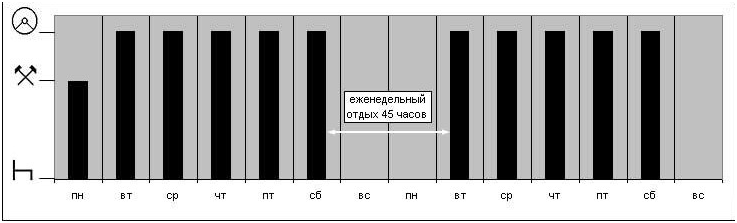 еженедельный
отдых 45 часов
пн вт ср чт пт сб вс пн вт ср чт пт сб вс